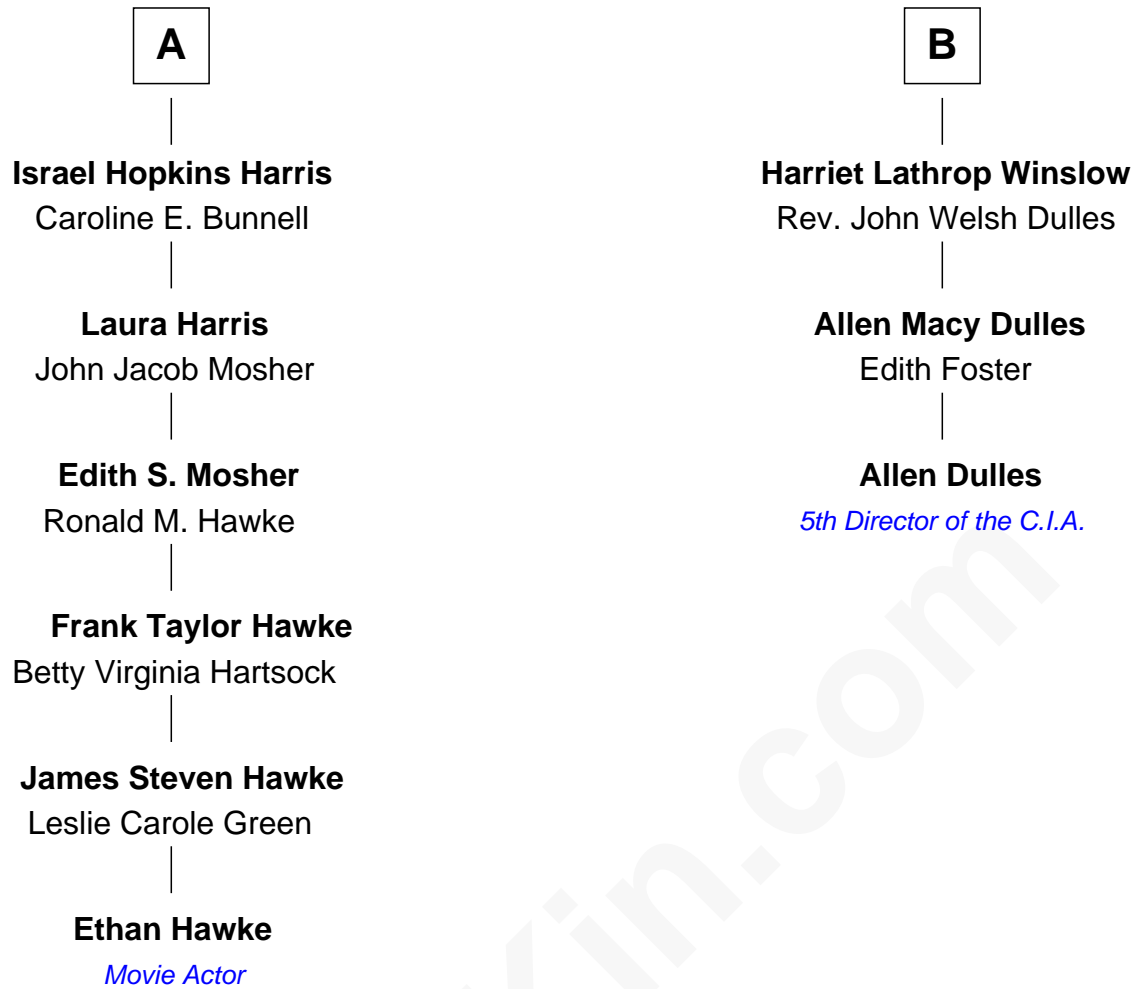 A
Israel Hopkins Harris
Caroline E. Bunnell
Laura Harris
John Jacob Mosher
Edith S. Mosher
Ronald M. Hawke
Frank Taylor Hawke
Betty Virginia Hartsock
James Steven Hawke
Leslie Carole Green
Ethan Hawke
Movie Actor
B
Harriet Lathrop Winslow
Rev. John Welsh Dulles
Allen Macy Dulles
Edith Foster
Allen Dulles
5th Director of the C.I.A.
Kin.com